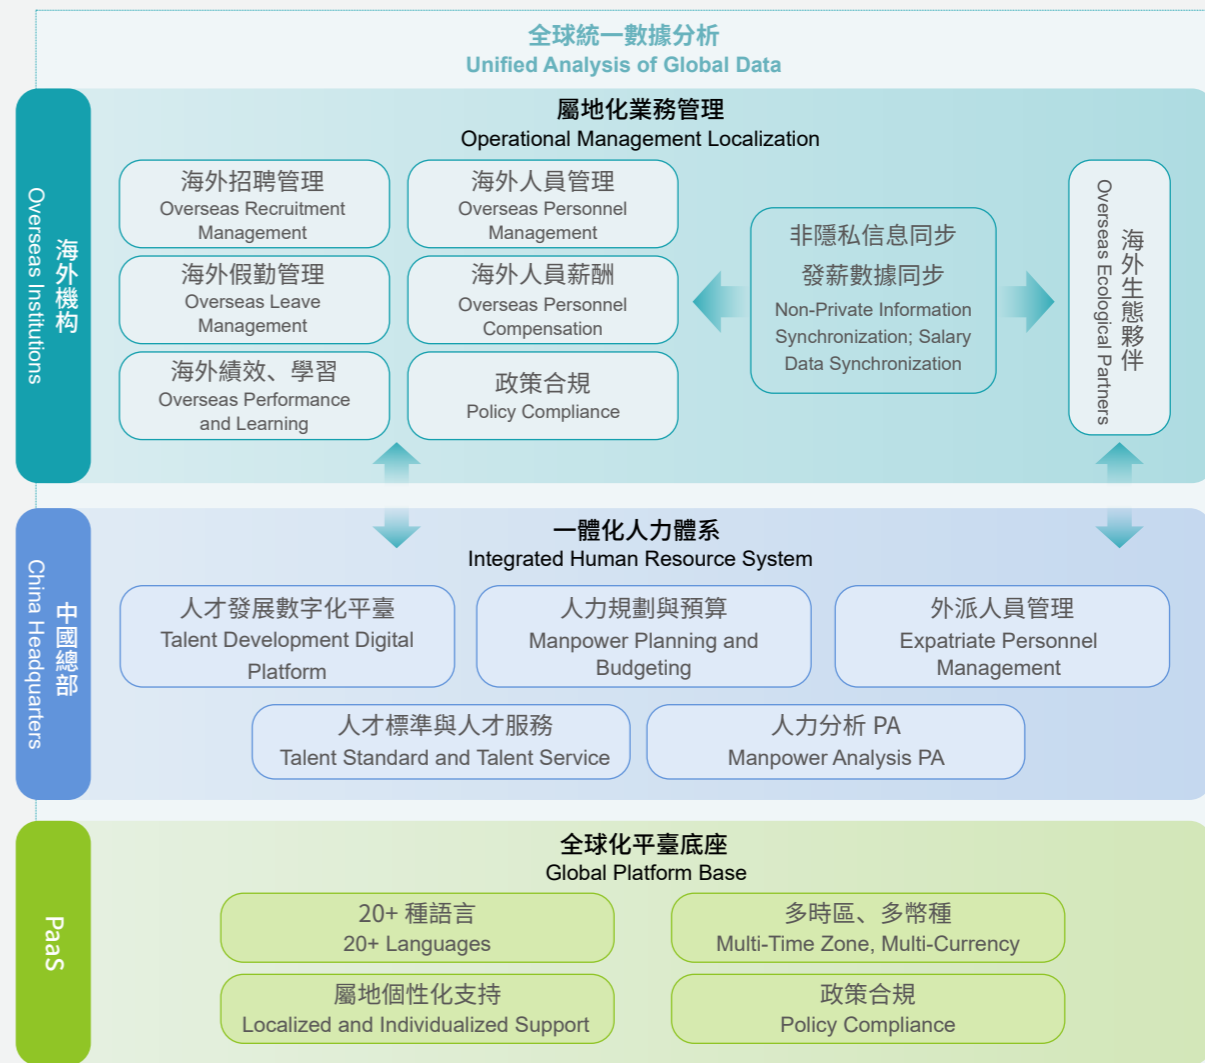 全球統一數據分析
Unified Analysis of Global Data
海外機构
Overseas Institutions
屬地化業務管理
Operational Management Localization
海外招聘管理
Overseas Recruitment
Management
海外人員管理
Overseas Personnel
Management
海外假勤管理
Overseas Leave
Management
海外人員薪酬
Overseas Personnel
Compensation
海外績效、學習
Overseas Performance
and Learning
政策合規
Policy Compliance
非隱私信息同步
發薪數據同步
Non-Private Information
Synchronization; Salary
Data Synchronization
海外生態夥伴
Overseas Ecological Partners
中國總部
China Headquarters
一體化人力體系
Integrated Human Resource System
人才發展數字化平臺
Talent Development Digital
Platform
人力規劃與預算
Manpower Planning and
Budgeting
外派人員管理
Expatriate Personnel
Management
人才標準與人才服務
Talent Standard and Talent Service
人力分析 PA
Manpower Analysis PA
PaaS
全球化平臺底座
Global Platform Base
20+ 種語言
20+ Languages
多時區、多幣種
Multi-Time Zone, Multi-Currency
屬地個性化支持
Localized and Individualized Support
政策合規
Policy Compliance